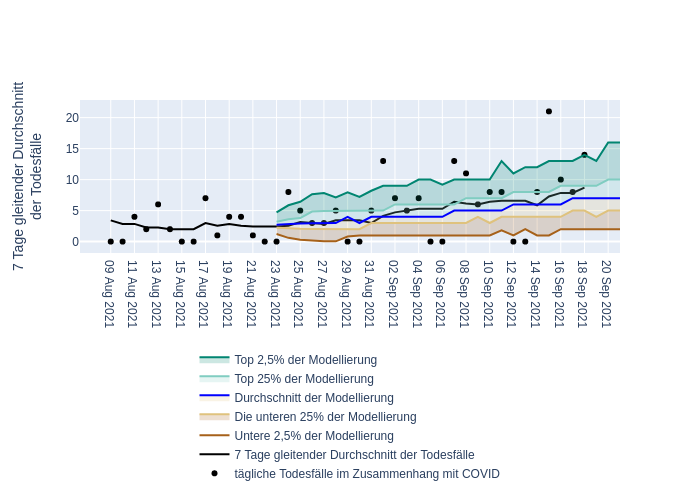 7 Tage gleitender Durchschnitt
der Todesfälle
20
15
10
5
0
09 Aug 2021
11 Aug 2021
13 Aug 2021
15 Aug 2021
17 Aug 2021
19 Aug 2021
21 Aug 2021
23 Aug 2021
25 Aug 2021
27 Aug 2021
29 Aug 2021
31 Aug 2021
02 Sep 2021
04 Sep 2021
06 Sep 2021
08 Sep 2021
10 Sep 2021
12 Sep 2021
14 Sep 2021
16 Sep 2021
18 Sep 2021
20 Sep 2021
Top 2,5% der Modellierung
Top 25% der Modellierung
Durchschnitt der Modellierung
Die unteren 25% der Modellierung
Untere 2,5% der Modellierung
7 Tage gleitender Durchschnitt der Todesfälle
tägliche Todesfälle im Zusammenhang mit COVID